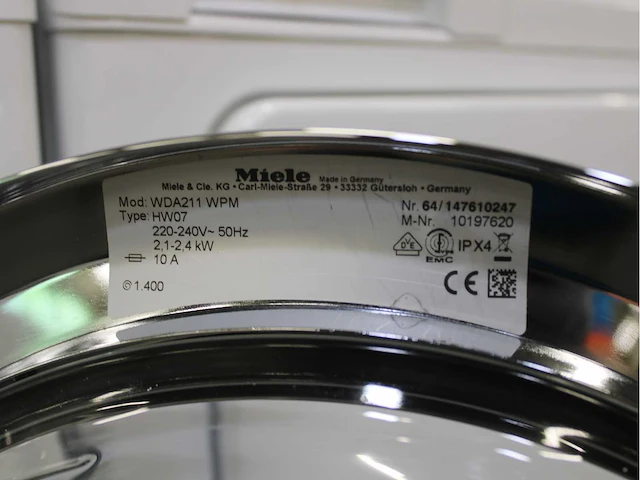 Miele Made in Germany
Miele & Cie. KG • Carl-Miele-Straße 29 • 33332 Gütersloh • Germany
Mod: WDA211 WPM Nr. 64/147610247
Type: HW07 M-Nr. 10197620
220-240V~ 50Hz
2,1-2,4 kW
10 A
DVE EMC IPX4
CE
1.400